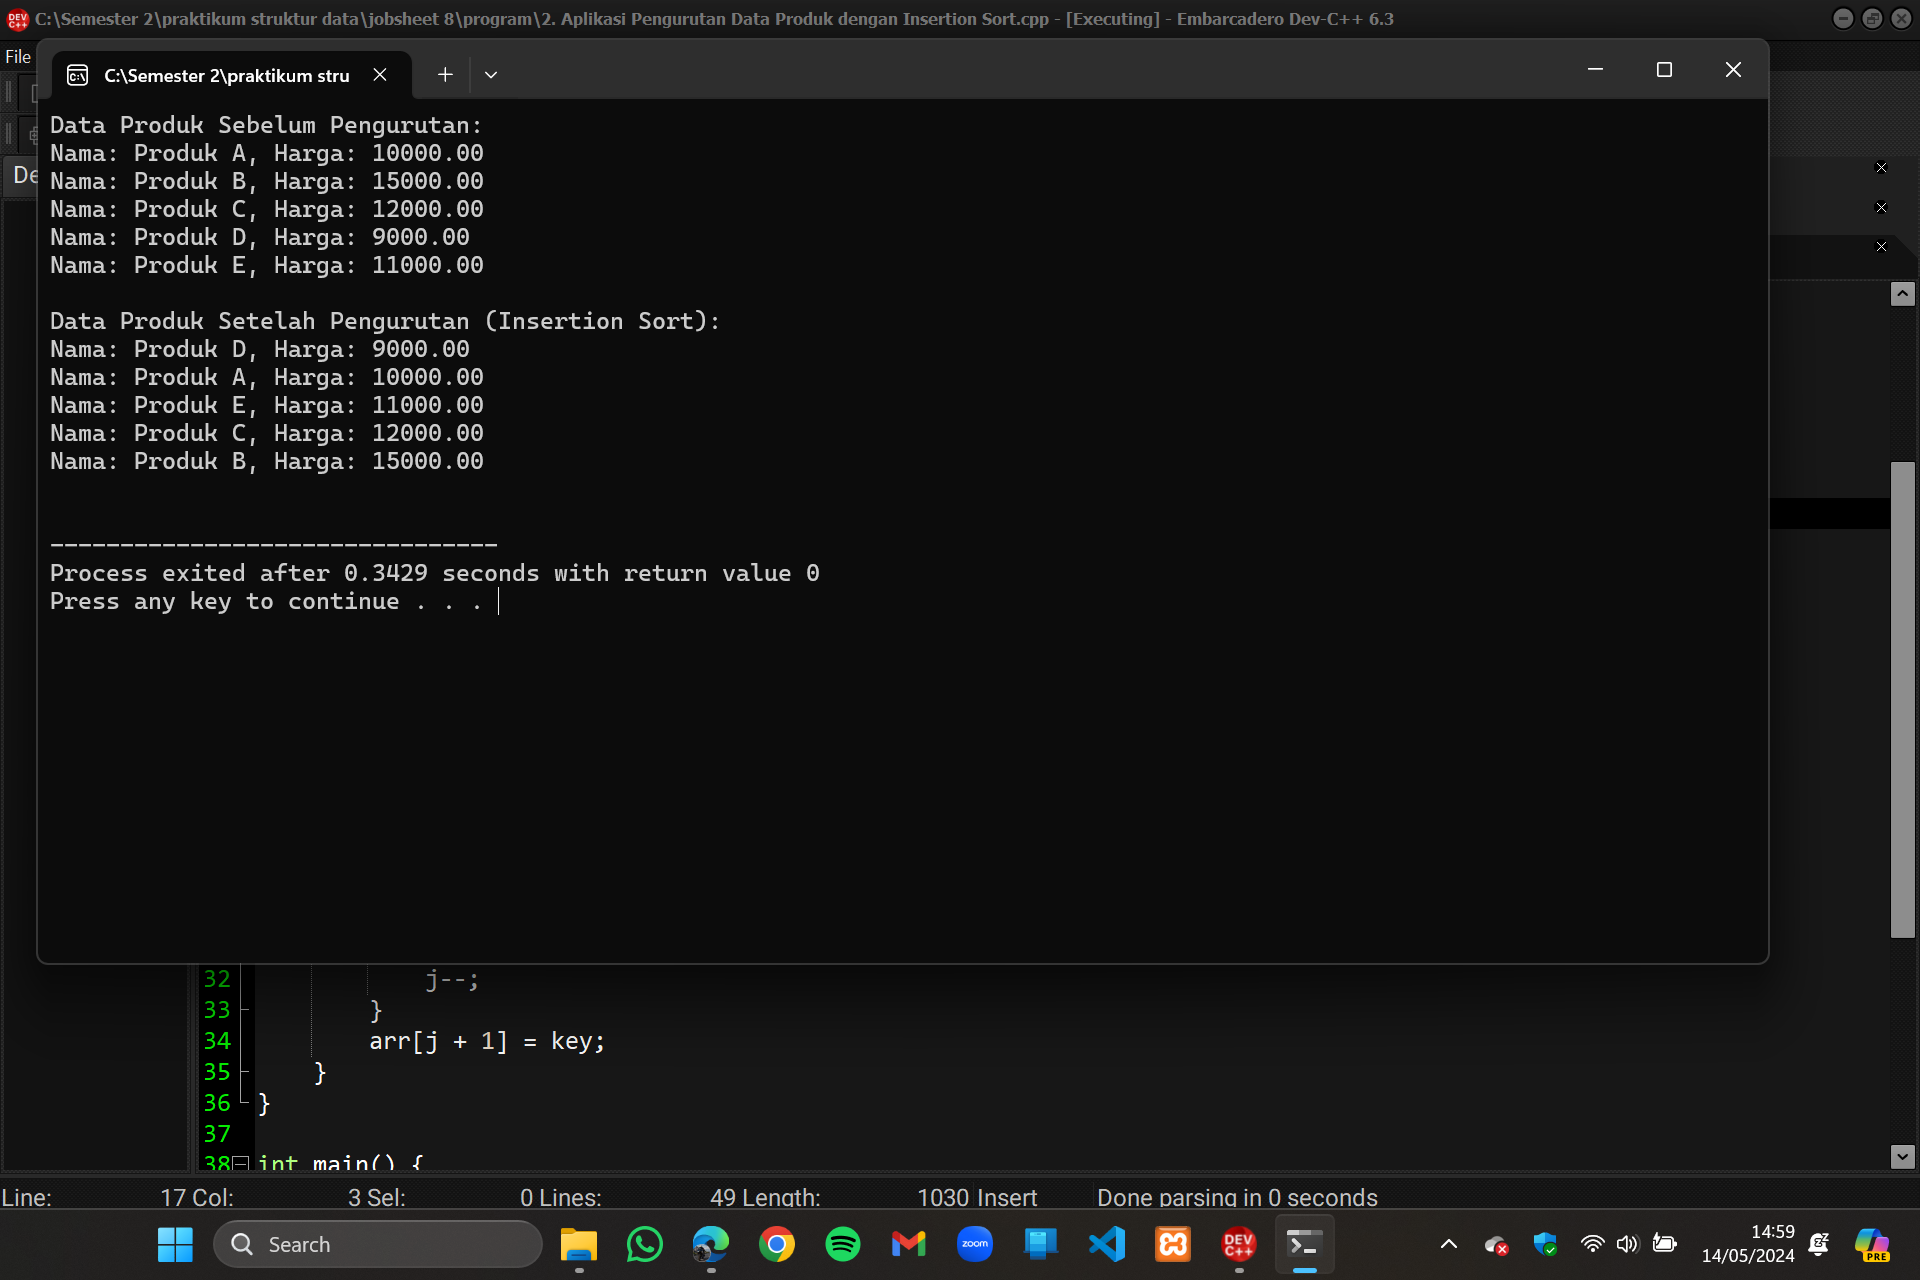 C:\Semester 2\praktikum struktur data\jobsheet 8\program\2. Aplikasi Pengurutan Data Produk dengan Insertion Sort.cpp - [Executing] - Embarcadero Dev-C++ 6.3
File
C:\Semester 2\praktikum stru
De
Data Produk Sebelum Pengurutan:
Nama: Produk A, Harga: 10000.00
Nama: Produk B, Harga: 15000.00
Nama: Produk C, Harga: 12000.00
Nama: Produk D, Harga: 9000.00
Nama: Produk E, Harga: 11000.00
Data Produk Setelah Pengurutan (Insertion Sort):
Nama: Produk D, Harga: 9000.00
Nama: Produk A, Harga: 10000.00
Nama: Produk E, Harga: 11000.00
Nama: Produk C, Harga: 12000.00
Nama: Produk B, Harga: 15000.00
--------------------------------
Process exited after 0.3429 seconds with return value 0
Press any key to continue . . .
32 j--;
33 }
34 arr[j + 1] = key;
35 }
36 }
37
38 int main() {
Line: 17 Col: 3 Sel: 0 Lines: 49 Length: 1030 Insert Done parsing in 0 seconds
Search
zoom
DEV C++
14:59
14/05/2024
PRE